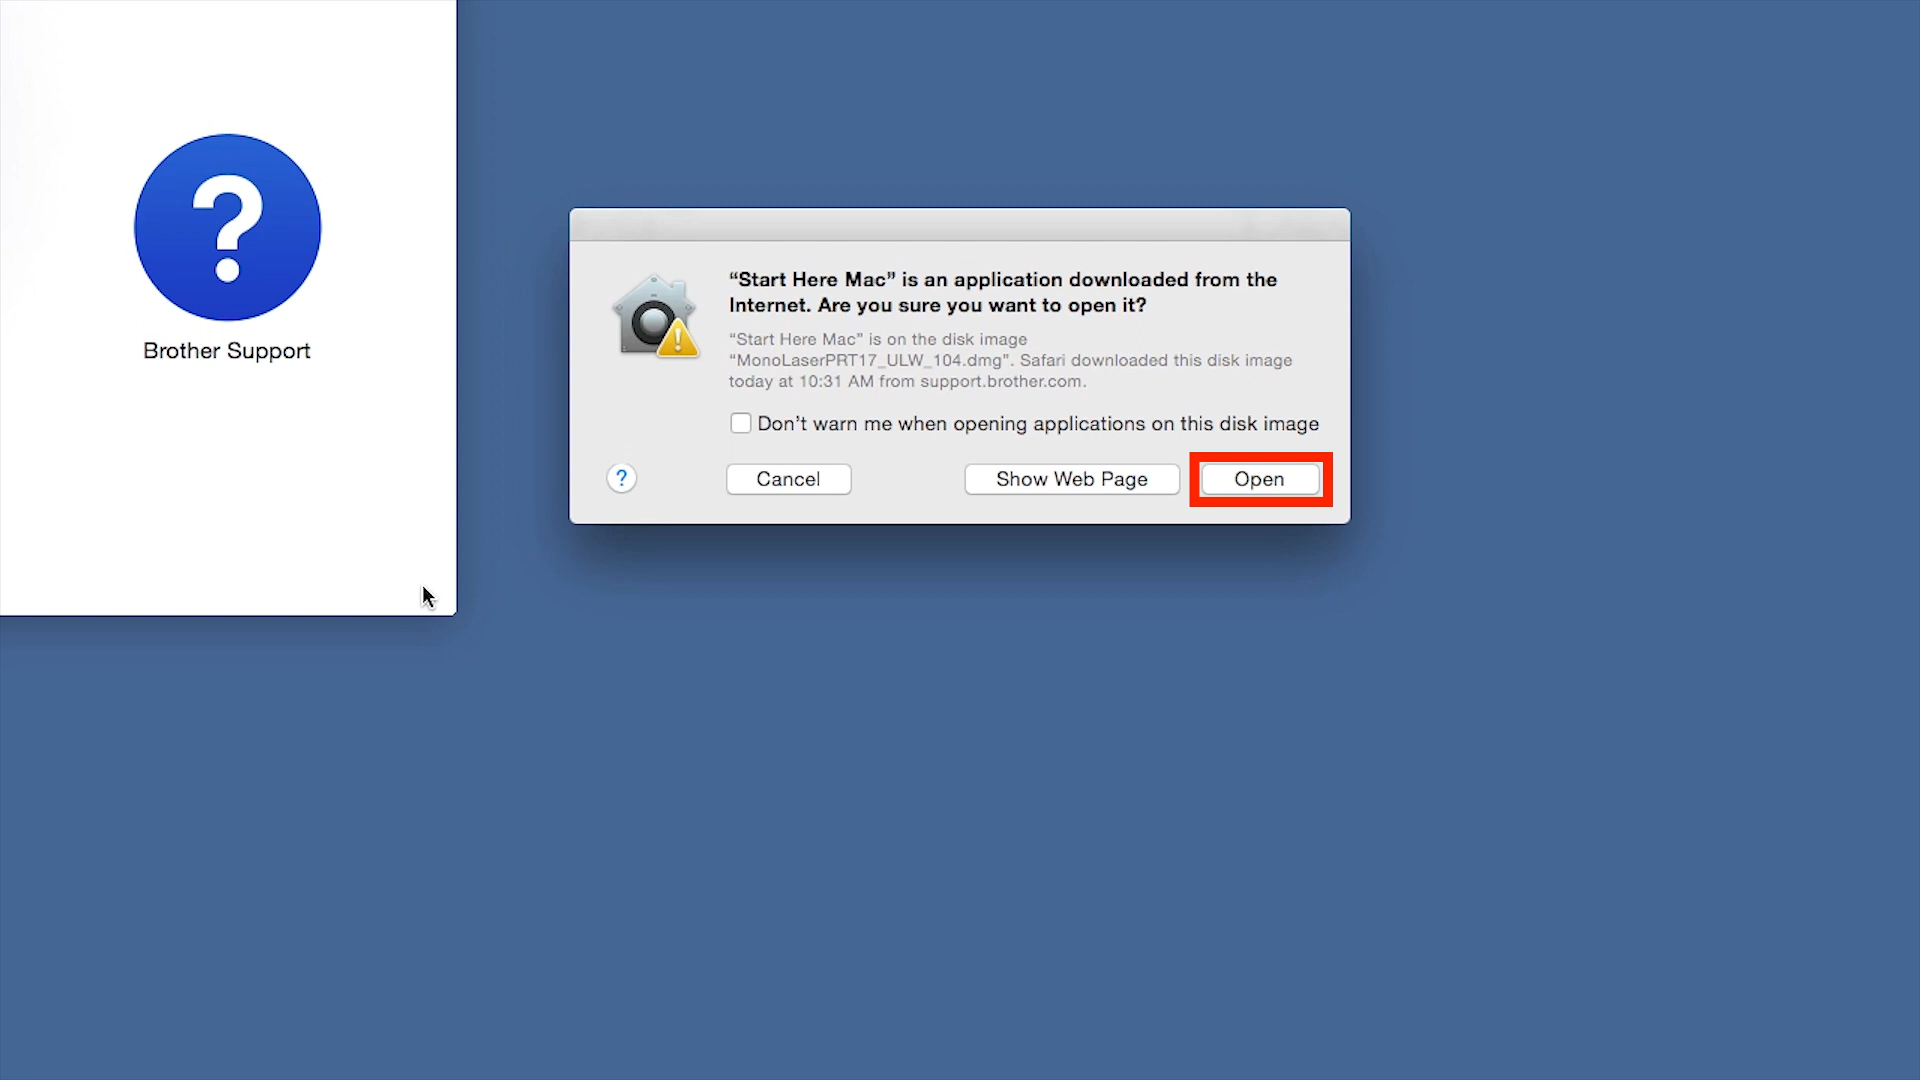 Brother Support
“Start Here Mac” is an application downloaded from the
Internet. Are you sure you want to open it?
“Start Here Mac” is on the disk image
“MonoLaserPRT17_ULW_104.dmg”. Safari downloaded this disk image
today at 10:31 AM from support.brother.com.
Don’t warn me when opening applications on this disk image
? Cancel Show Web Page Open